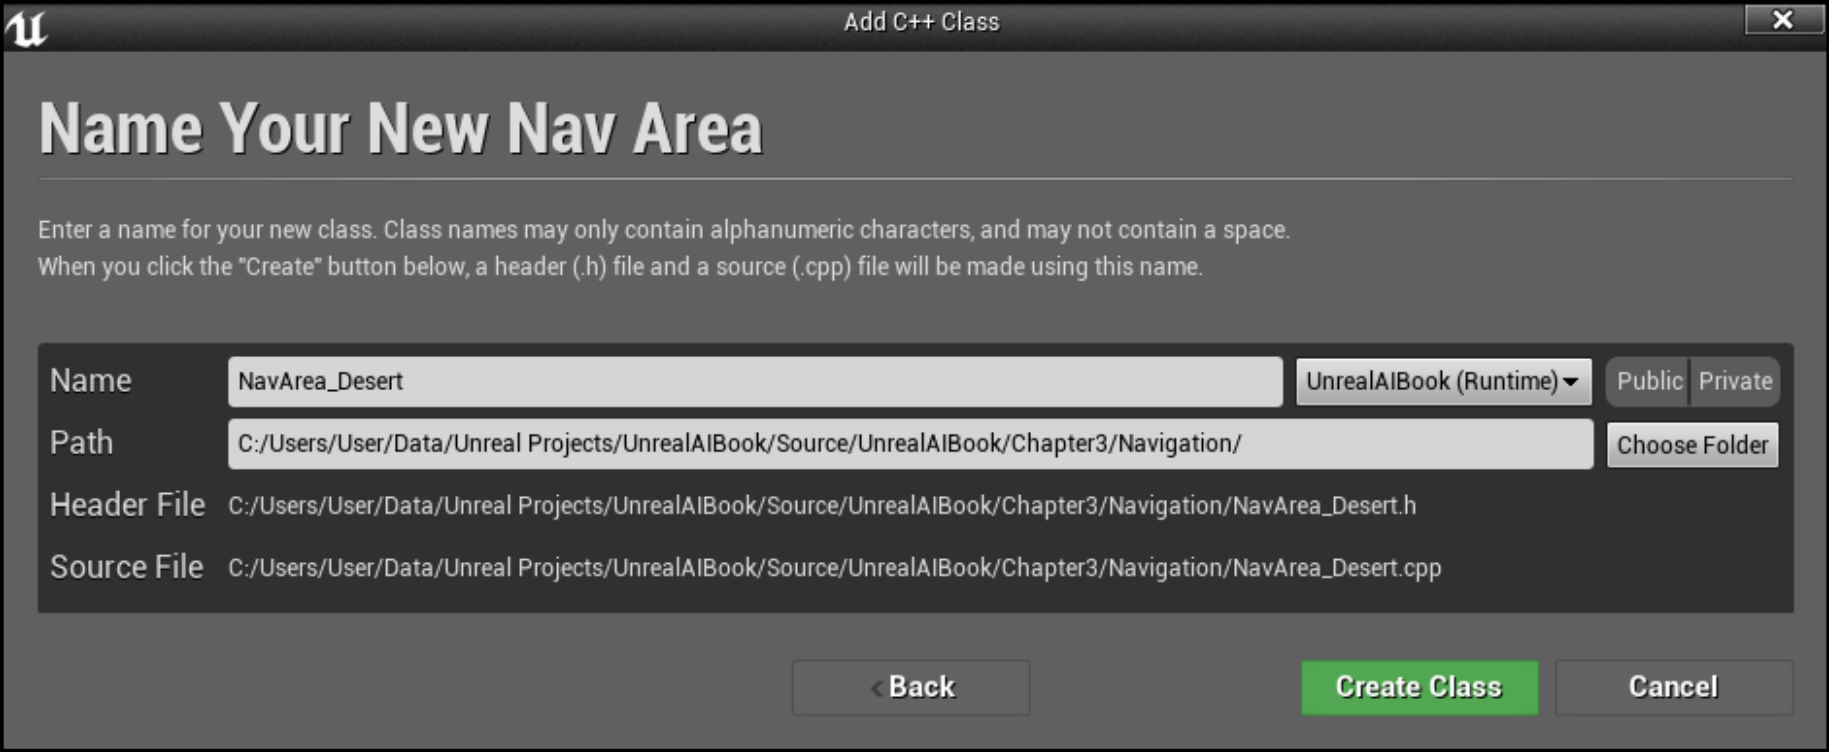 Add C++ Class
Name Your New Nav Area
Enter a name for your new class. Class names may only contain alphanumeric characters, and may not contain a space.
When you click the "Create" button below, a header (.h) file and a source (.cpp) file will be made using this name.
Name NavArea_Desert UnrealAIBook (Runtime) Public Private
Path C:/Users/User/Data/Unreal Projects/UnrealAIBook/Source/UnrealAIBook/Chapter3/Navigation/ Choose Folder
Header File C:/Users/User/Data/Unreal Projects/UnrealAIBook/Source/UnrealAIBook/Chapter3/Navigation/NavArea_Desert.h
Source File C:/Users/User/Data/Unreal Projects/UnrealAIBook/Source/UnrealAIBook/Chapter3/Navigation/NavArea_Desert.cpp
< Back Create Class Cancel